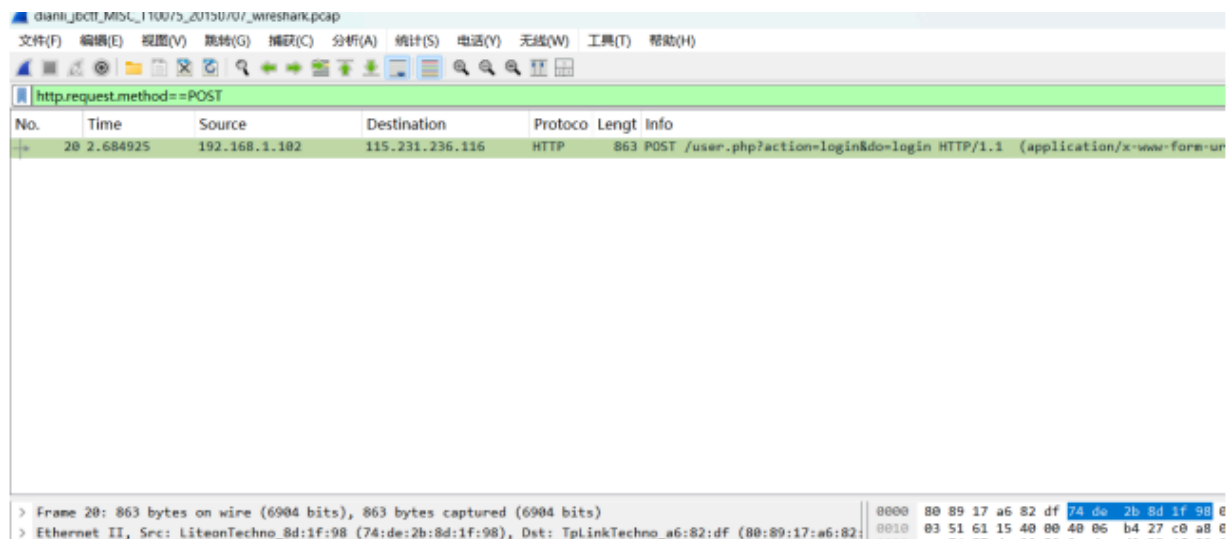 dianli_jbctf_MISC_T10075_20150707_wireshark.pcap
文件(F) 编辑(E) 视图(V) 跳转(G) 捕获(C) 分析(A) 统计(S) 电话(Y) 无线(W) 工具(T) 帮助(H)
http.request.method==POST
No. Time Source Destination Protoco Lengt Info
20 2.684925 192.168.1.102 115.231.236.116 HTTP 863 POST /user.php?action=login&do=login HTTP/1.1 (application/x-www-form-ur
> Frame 20: 863 bytes on wire (6904 bits), 863 bytes captured (6904 bits)
0000 80 89 17 a6 82 df 74 de 2b 8d 1f 98
> Ethernet II, Src: LiteonTechno_8d:1f:98 (74:de:2b:8d:1f:98), Dst: TpLinkTechno_a6:82:df (80:89:17:a6:82:
0010 03 51 61 15 40 00 40 06 b4 27 c0 a8